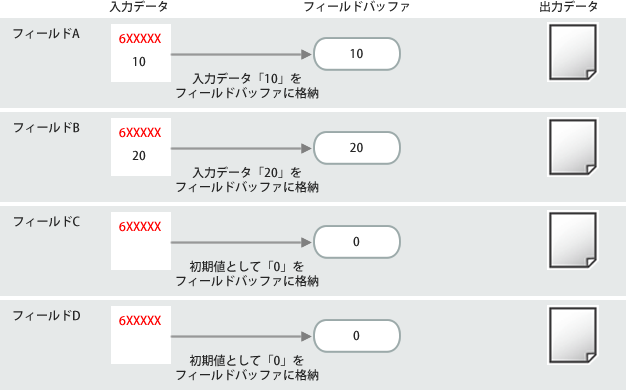 入力データ フィールドバッファ 出力データ
フィールドA
6XXXXX
10
10
入力データ「10」を
フィールドバッファに格納
フィールドB
6XXXXX
20
20
入力データ「20」を
フィールドバッファに格納
フィールドC
6XXXXX
0
初期値として「0」を
フィールドバッファに格納
フィールドD
6XXXXX
0
初期値として「0」を
フィールドバッファに格納